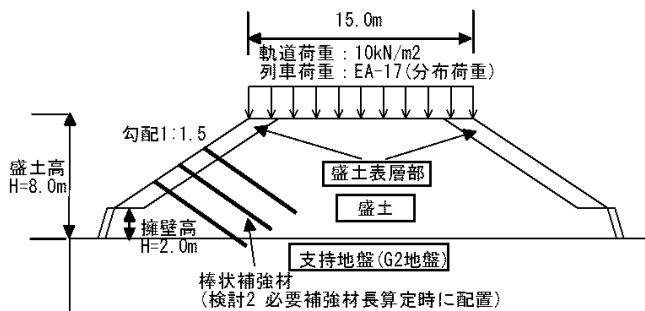 15.0m
軌道荷重：10kN/m2
列車荷重：EA-17(分布荷重)
勾配1:1.5
盛土高
H=8.0m
盛土表層部
盛土
擁壁高
H=2.0m
支持地盤(G2地盤)
棒状補強材
(検討2 必要補強材長算定時に配置)